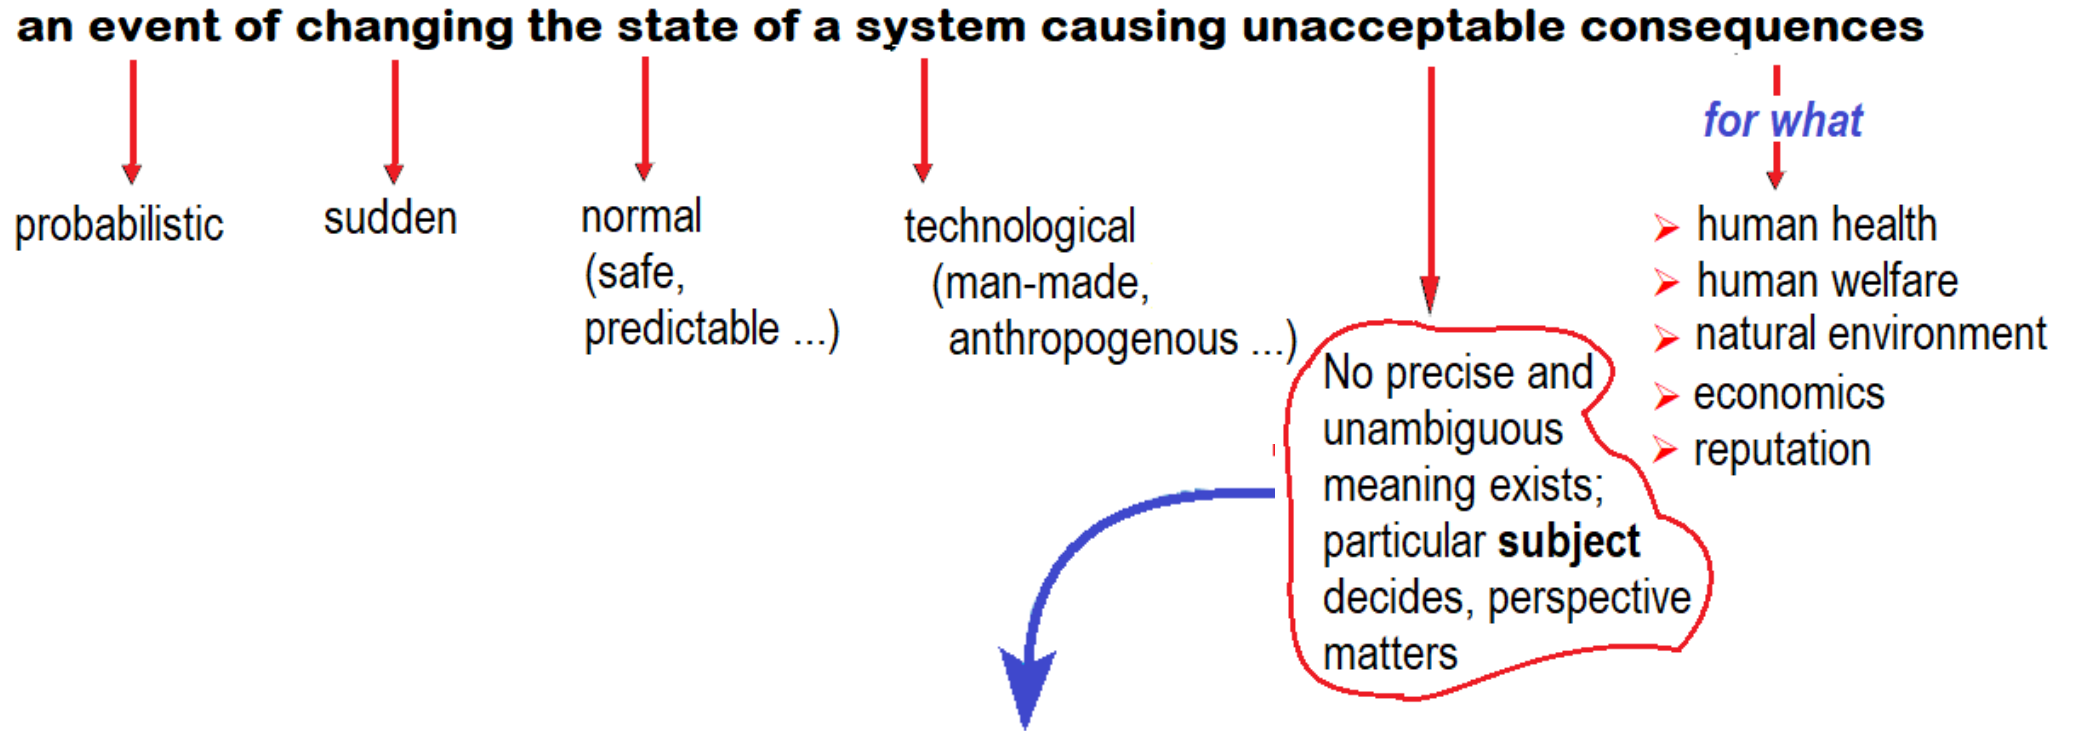 an event of changing the state of a system causing unacceptable consequences
for what
probabilistic
sudden
normal
(safe,
predictable ...)
technological
(man-made,
anthropogenous ...)
No precise and
unambiguous
meaning exists;
particular subject
decides, perspective
matters
human health
human welfare
natural environment
economics
reputation